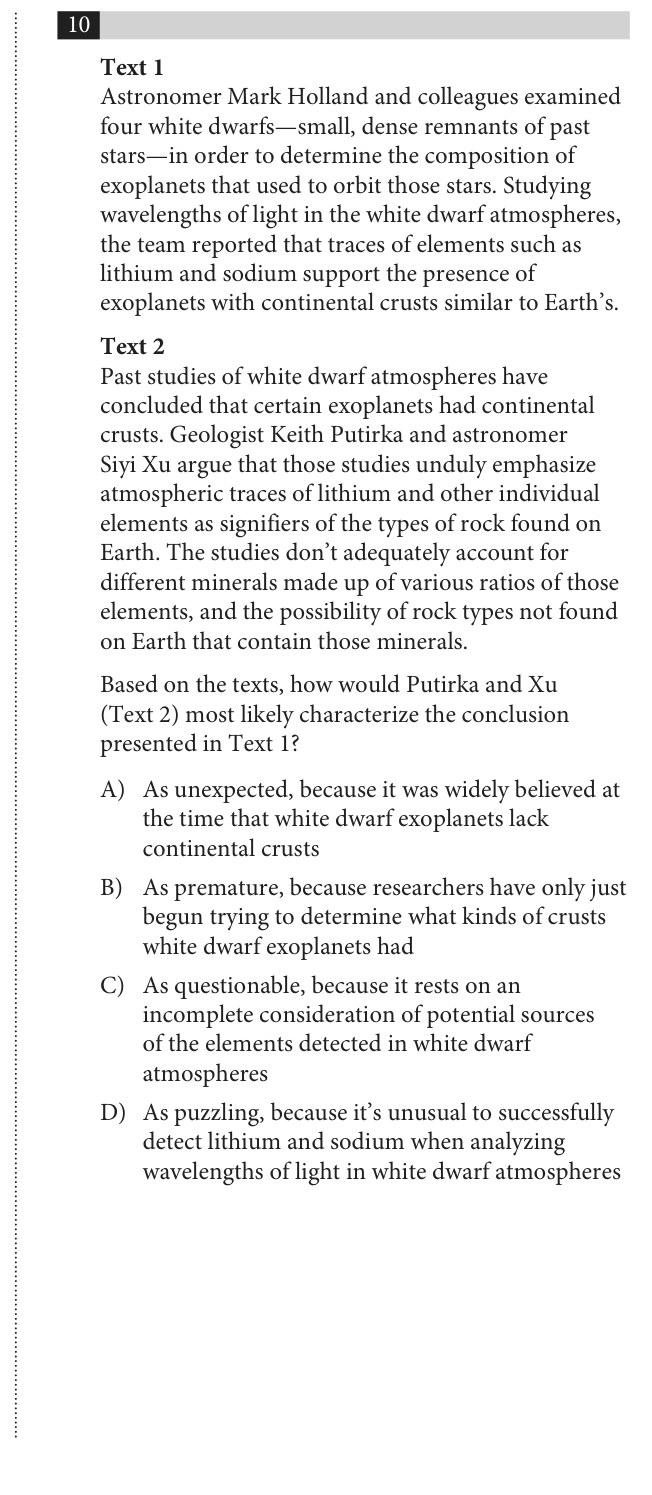 10
Text 1
Astronomer Mark Holland and colleagues examined
four white dwarfs—small, dense remnants of past
stars—in order to determine the composition of
exoplanets that used to orbit those stars. Studying
wavelengths of light in the white dwarf atmospheres,
the team reported that traces of elements such as
lithium and sodium support the presence of
exoplanets with continental crusts similar to Earth’s.
Text 2
Past studies of white dwarf atmospheres have
concluded that certain exoplanets had continental
crusts. Geologist Keith Putirka and astronomer
Siyi Xu argue that those studies unduly emphasize
atmospheric traces of lithium and other individual
elements as signifiers of the types of rock found on
Earth. The studies don’t adequately account for
different minerals made up of various ratios of those
elements, and the possibility of rock types not found
on Earth that contain those minerals.
Based on the texts, how would Putirka and Xu
(Text 2) most likely characterize the conclusion
presented in Text 1?
A) As unexpected, because it was widely believed at
the time that white dwarf exoplanets lack
continental crusts
B) As premature, because researchers have only just
begun trying to determine what kinds of crusts
white dwarf exoplanets had
C) As questionable, because it rests on an
incomplete consideration of potential sources
of the elements detected in white dwarf
atmospheres
D) As puzzling, because it’s unusual to successfully
detect lithium and sodium when analyzing
wavelengths of light in white dwarf atmospheres